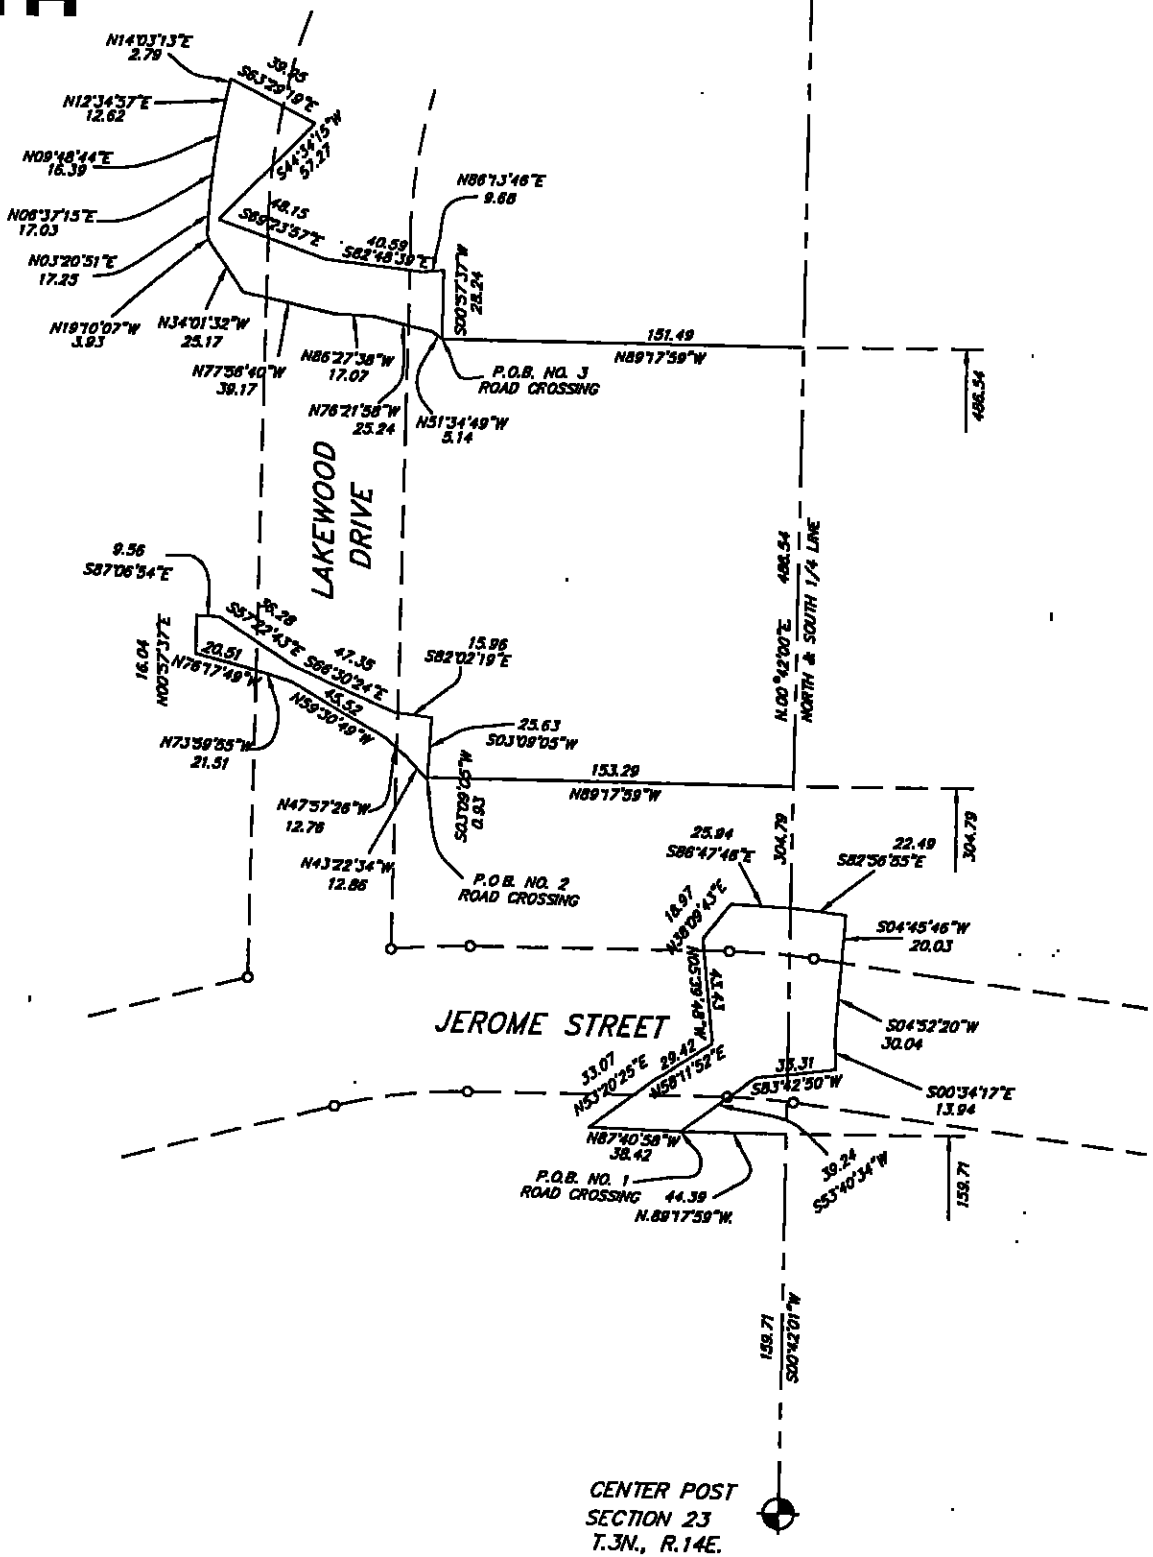 N14°03'13"E
2.79
39.95
S63°29'19"E
N12°34'57"E
12.62
S44°34'15"W
57.27
N09°48'44"E
16.39
N86°13'46"E
9.68
N06°37'15"E
17.03
48.15
S69°23'57"E
40.59
S82°48'39"E
N03°20'51"E
17.25
S00°57'37"W
28.24
N19°10'07"W
3.93
N34°01'32"W
25.17
151.49
N89°17'59"W
N77°58'40"W
39.17
N86°27'38"W
17.07
P.O.B. NO. 3
ROAD CROSSING
N76°21'58"W
25.24
N51°34'49"W
5.14
486.54
LAKEWOOD
DRIVE
N.00°42'00"E 486.54
NORTH & SOUTH 1/4 LINE
9.56
S87°06'54"E
36.28
S57°22'43"E
16.04
N00°57'37"E
20.51
N76°17'49"W
47.35
S66°30'24"E
15.96
S82°02'19"E
45.52
N59°30'49"W
25.63
S03°09'05"W
N73°59'55"W
21.51
153.29
N89°17'59"W
S03°09'05"W
0.93
N47°57'26"W
12.76
304.79
304.79
N43°22'34"W
12.86
P.O.B. NO. 2
ROAD CROSSING
25.94
S86°47'46"E
22.49
S82°56'55"E
18.97
N38°09'43"E
S04°45'46"W
20.03
43.43
N05°39'48"W
JEROME STREET
S04°52'20"W
30.04
33.07
N53°20'25"E
29.42
N58°11'52"E
35.31
S83°42'50"W
S00°34'17"E
13.94
N87°40'58"W
38.42
39.24
S53°40'34"W
P.O.B. NO. 1
ROAD CROSSING
44.39
N.89°17'59"W.
159.71
159.71
S00°42'01"W
CENTER POST
SECTION 23
T.3N., R.14E.